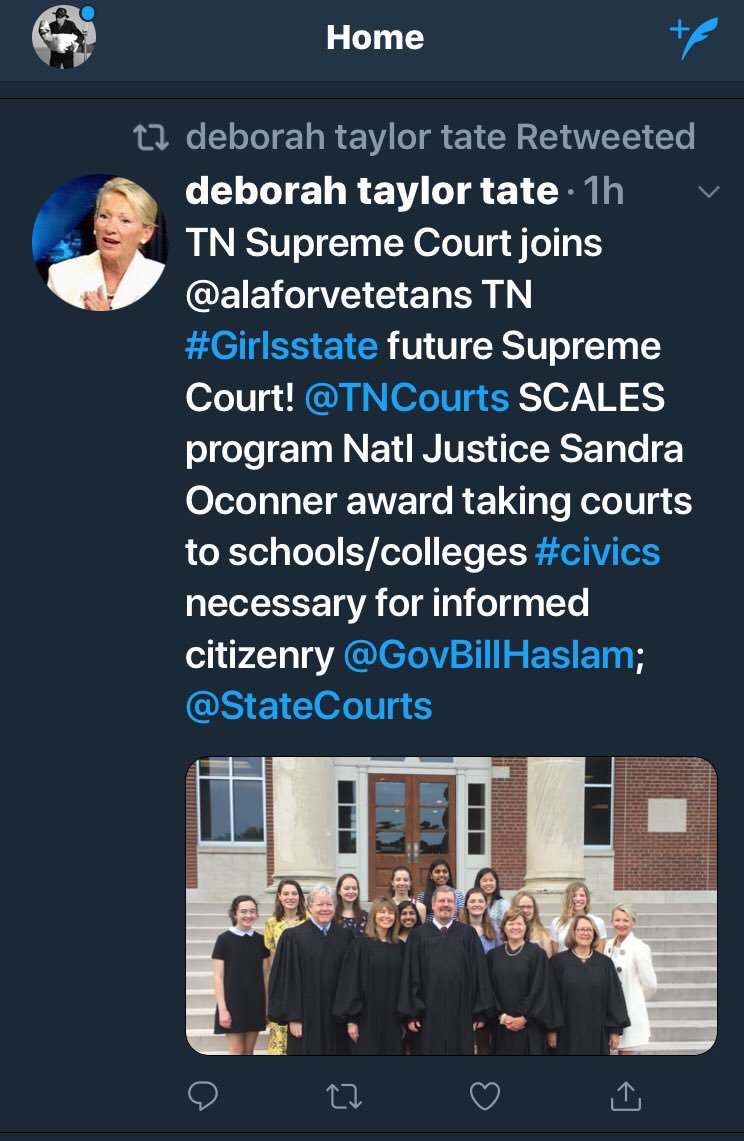 Home
deborah taylor tate Retweeted
deborah taylor tate · 1h
TN Supreme Court joins
@alaforvetetans TN
#Girlsstate future Supreme
Court! @TNCourts SCALES
program Natl Justice Sandra
Oconner award taking courts
to schools/colleges #civics
necessary for informed
citizenry @GovBillHaslam;
@StateCourts